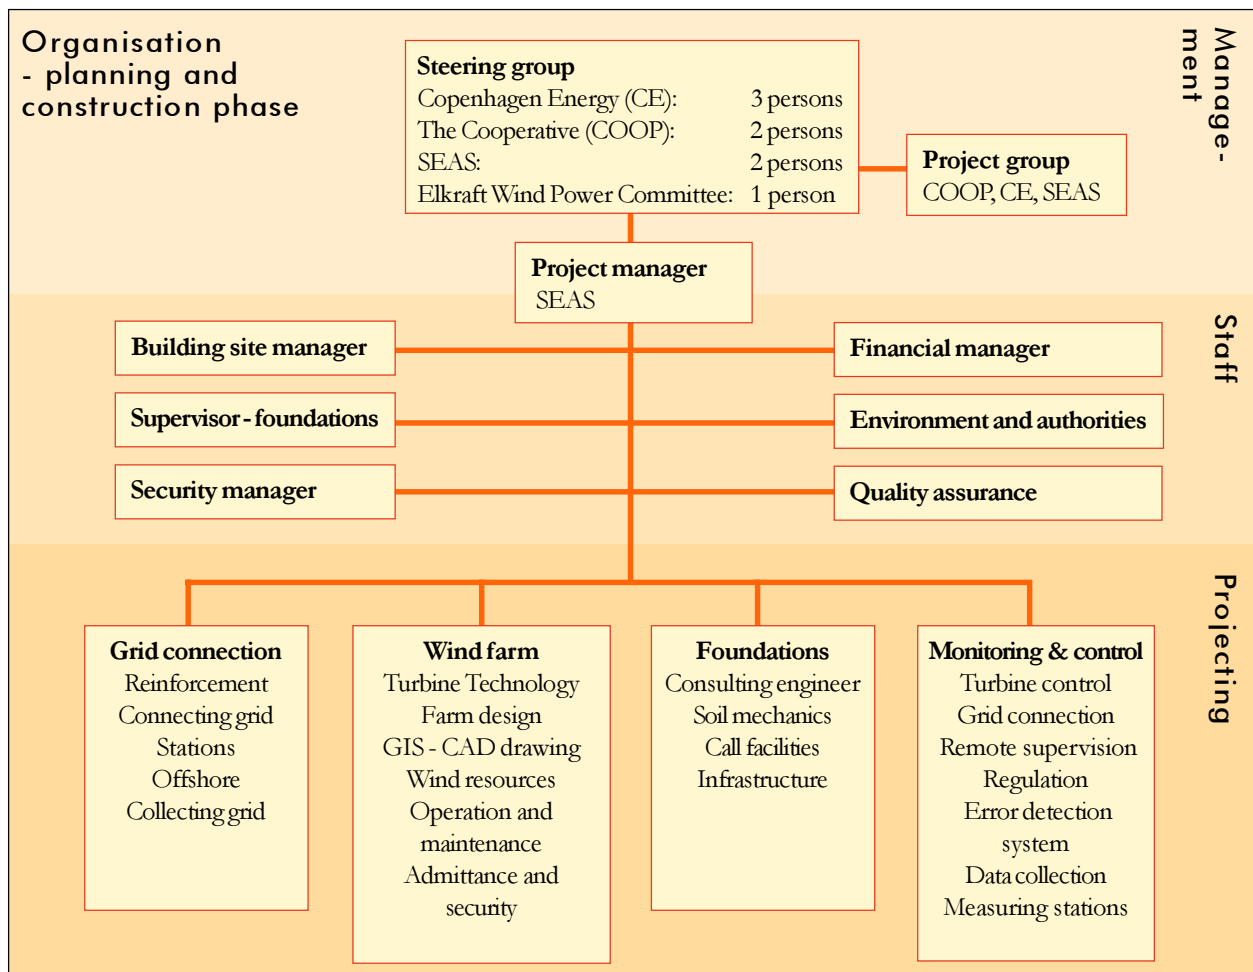 Organisation
- planning and
construction phase
Manage-
ment
Steering group
Copenhagen Energy (CE): 3 persons
The Cooperative (COOP): 2 persons
SEAS: 2 persons
Elkraft Wind Power Committee: 1 person
Project group
COOP, CE, SEAS
Project manager
SEAS
Staff
Building site manager
Financial manager
Supervisor - foundations
Environment and authorities
Security manager
Quality assurance
Projecting
Grid connection
Reinforcement
Connecting grid
Stations
Offshore
Collecting grid
Wind farm
Turbine Technology
Farm design
GIS - CAD drawing
Wind resources
Operation and
maintenance
Admittance and
security
Foundations
Consulting engineer
Soil mechanics
Call facilities
Infrastructure
Monitoring & control
Turbine control
Grid connection
Remote supervision
Regulation
Error detection
system
Data collection
Measuring stations